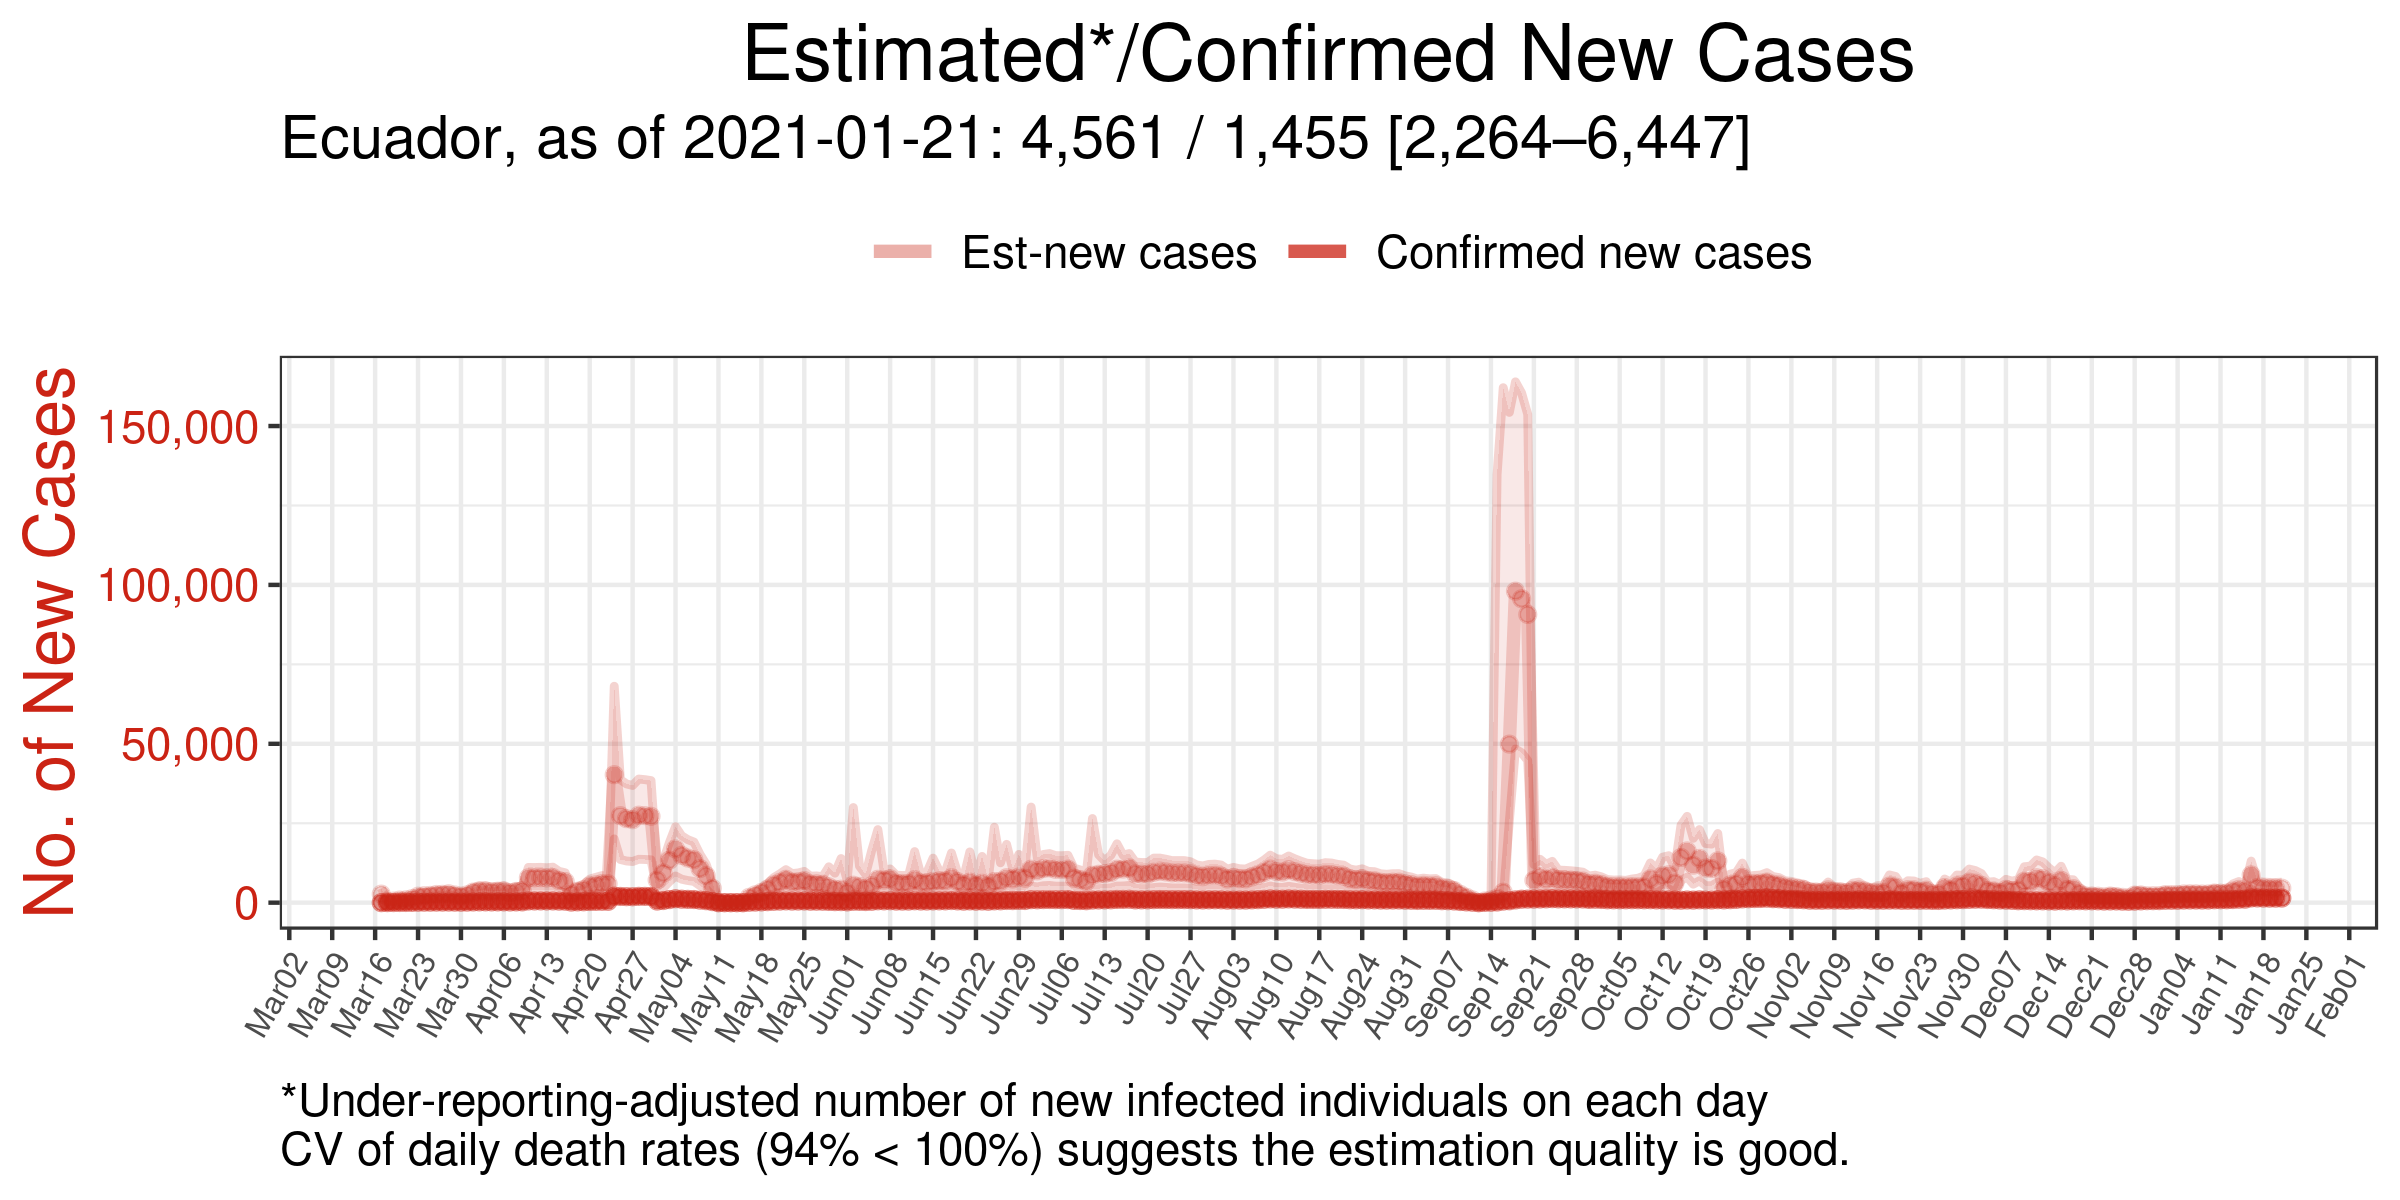 Estimated*/Confirmed New Cases
Ecuador, as of 2021-01-21: 4,561 / 1,455 [2,264–6,447]
Est-new cases
Confirmed new cases
No. of New Cases
150,000
100,000
50,000
0
Mar02
Mar09
Mar16
Mar23
Mar30
Apr06
Apr13
Apr20
Apr27
May04
May11
May18
May25
Jun01
Jun08
Jun15
Jun22
Jun29
Jul06
Jul13
Jul20
Jul27
Aug03
Aug10
Aug17
Aug24
Aug31
Sep07
Sep14
Sep21
Sep28
Oct05
Oct12
Oct19
Oct26
Nov02
Nov09
Nov16
Nov23
Nov30
Dec07
Dec14
Dec21
Dec28
Jan04
Jan11
Jan18
Jan25
Feb01
*Under-reporting-adjusted number of new infected individuals on each day
CV of daily death rates (94% < 100%) suggests the estimation quality is good.